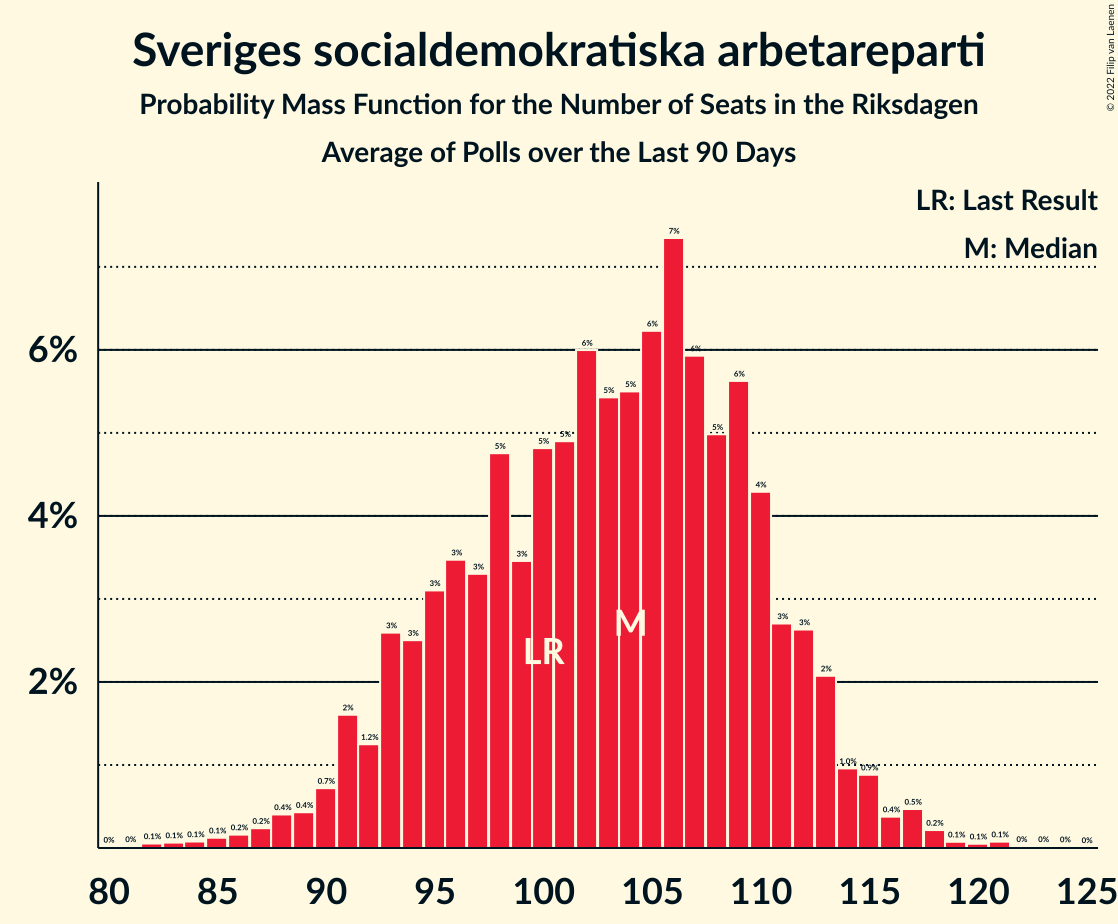 © 2022 Filip van Laenen
Sveriges socialdemokratiska arbetareparti
Probability Mass Function for the Number of Seats in the Riksdagen
Average of Polls over the Last 90 Days
LR: Last Result
M: Median
6%
4%
2%
0% 0% 0.1% 0.1% 0.1% 0.1% 0.2% 0.2% 0.4% 0.4% 0.7% 2% 1.2% 3% 3% 3% 3% 3% 5% 3% 5% 5% 6% 5% 5% 6% 7% 6% 5% 6% 4% 3% 3% 2% 1.0% 0.9% 0.4% 0.5% 0.2% 0.1% 0.1% 0.1% 0% 0% 0% 0%
LR
M
80 85 90 95 100 105 110 115 120 125